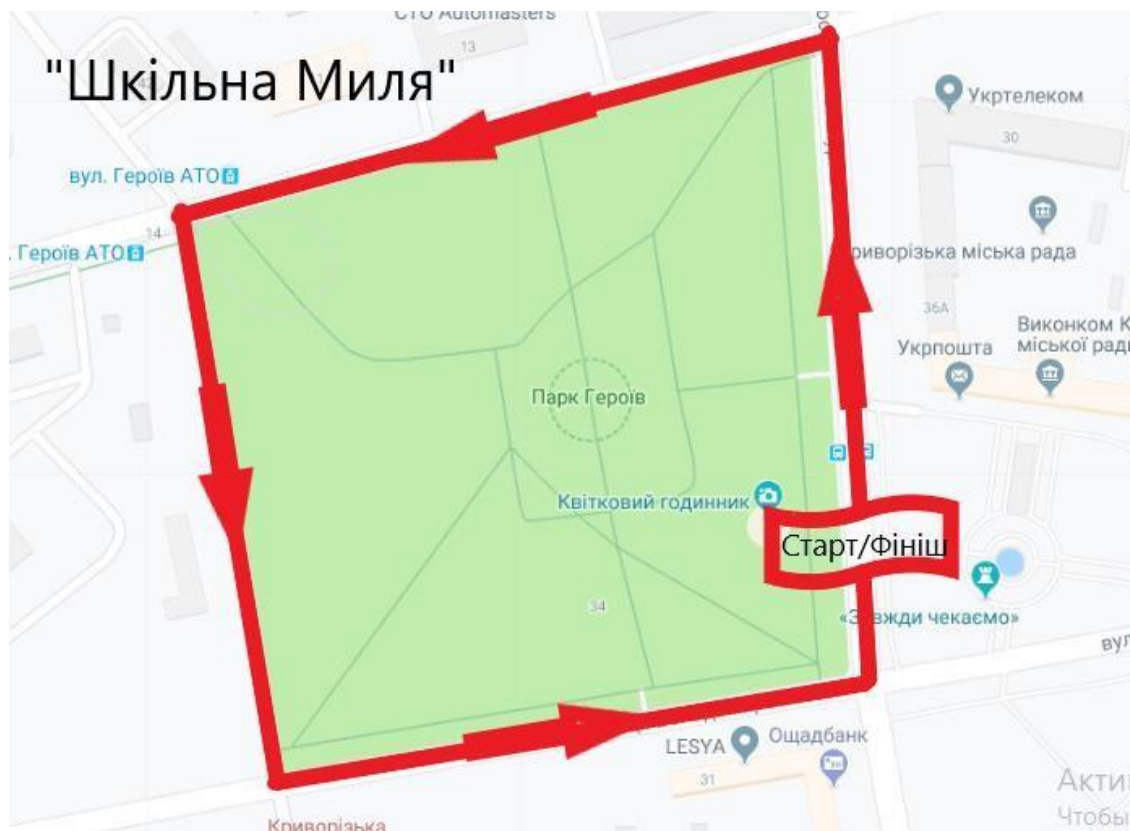 СТО Automasters
13
"Шкільна Миля"
Укртелеком
30
вул. Героїв АТО
14
Героїв АТО
Криворізька міська рада
36А
Виконком К
міської ради
Укрпошта
Парк Героїв
Квітковий годинник
Старт/Фініш
34
«Завжди чекаємо»
вул
LESYA
Ощадбанк
31
Акти
Чтобы
Криворізька